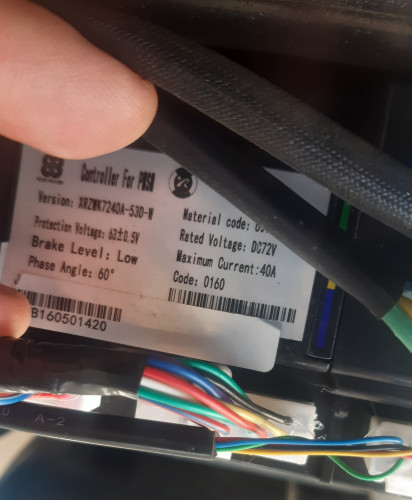 Controller For PMSM
Version: XRZWK7240A-53D-W
Protection Voltage: 63±0.5V
Brake Level: Low
Phase Angle: 60°
Material code:
Rated Voltage: DC72V
Maximum Current: 40A
Code: 0160
B160501420
A-2